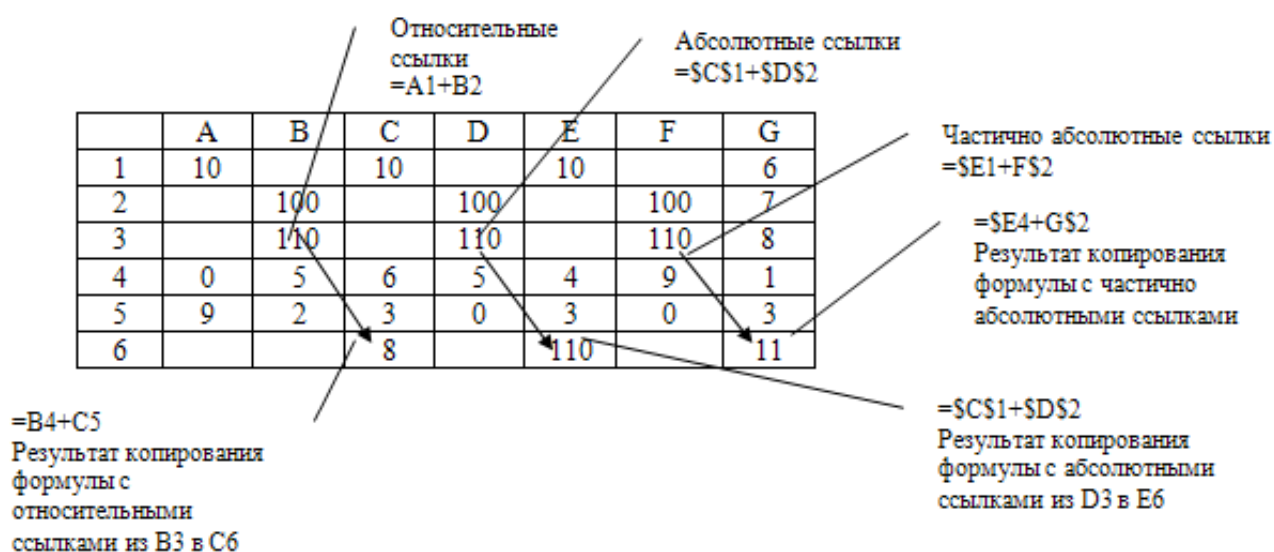 Относительные
ссылки
=A1+B2
Абсолютные ссылки
=$C$1+$D$2
A B C D E F G
1 10 10 10 6
2 100 100 100 7
3 110 110 110 8
4 0 5 6 5 4 9 1
5 9 2 3 0 3 0 3
6 8 110 11
Частично абсолютные ссылки
=$E1+F$2
=$E4+G$2
Результат копирования
формулы с частично
абсолютными ссылками
=B4+C5
Результат копирования
формулы с
относительными
ссылками из B3 в C6
=$C$1+$D$2
Результат копирования
формулы с абсолютными
ссылками из D3 в E6